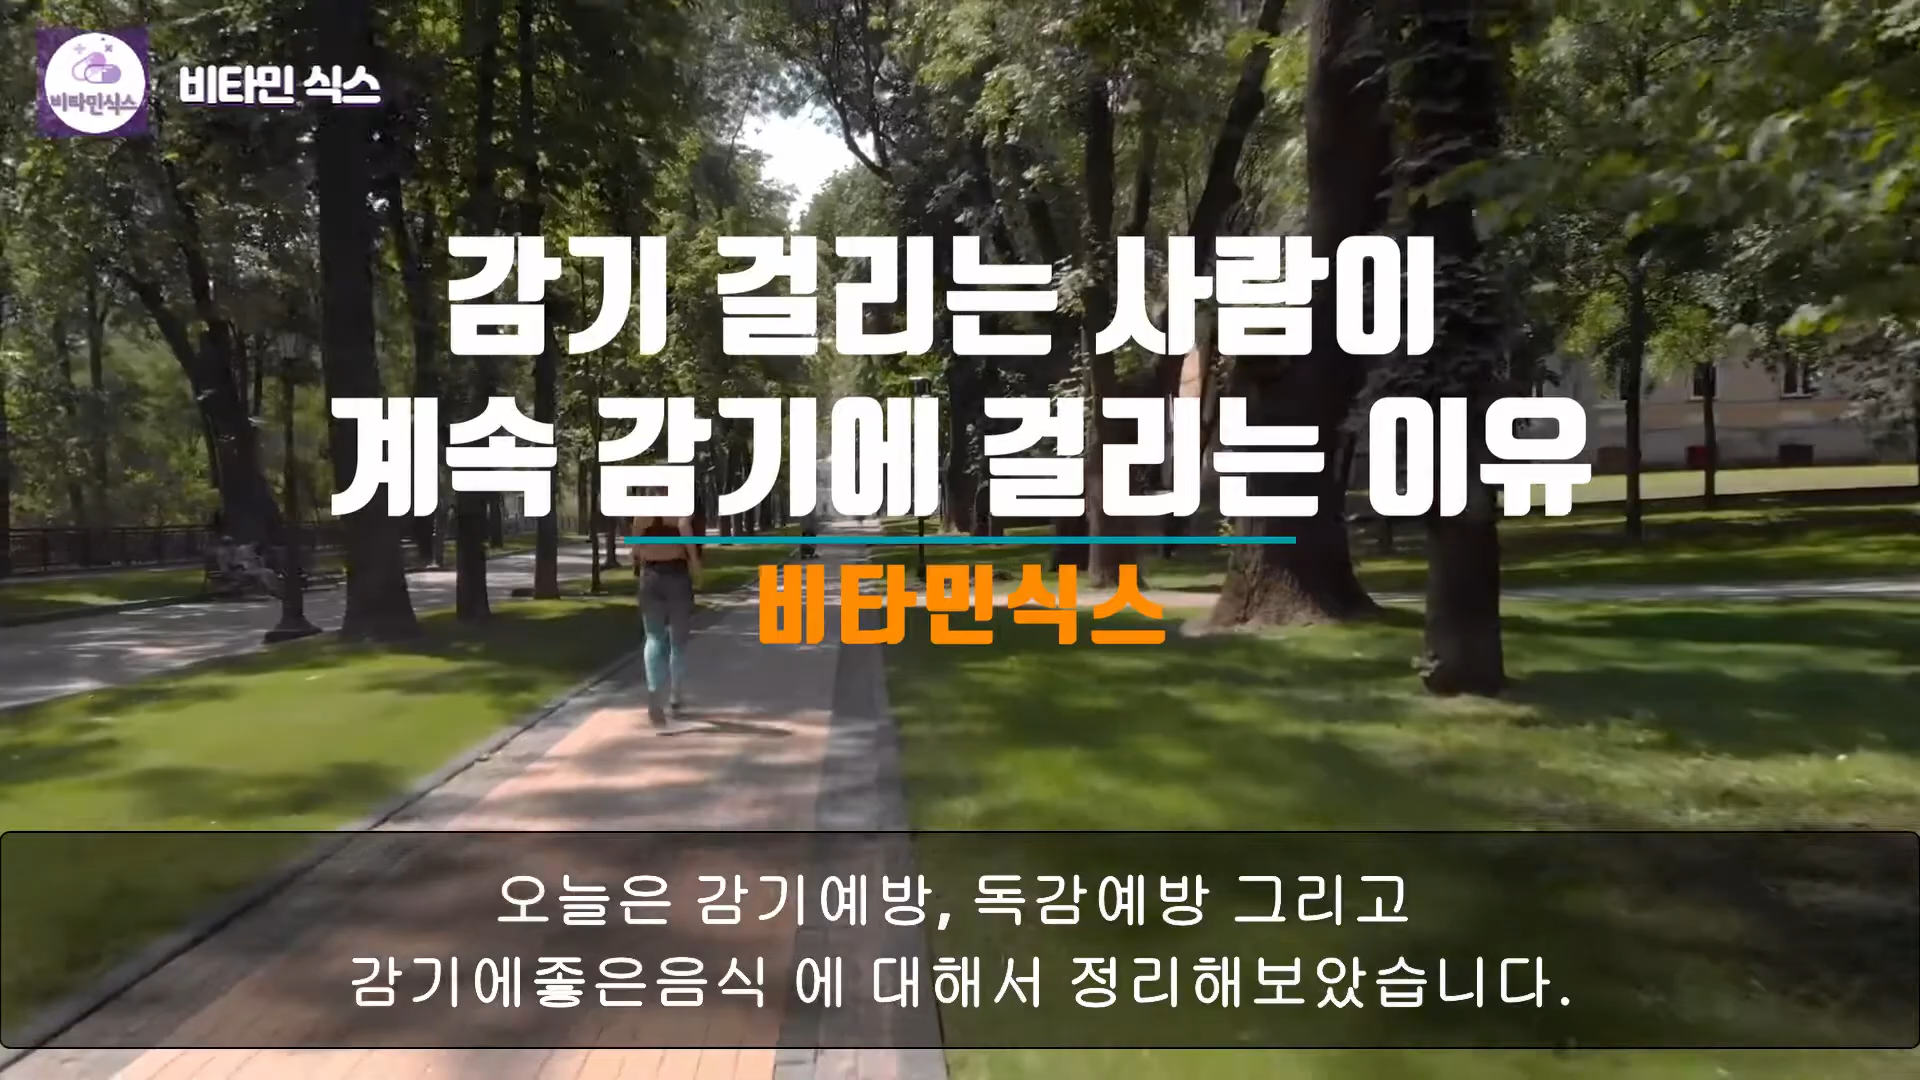 비타민식스
비타민 식스
감기 걸리는 사람이
계속 감기에 걸리는 이유
비타민식스
오늘은 감기예방, 독감예방 그리고
감기에좋은음식 에 대해서 정리해보았습니다.